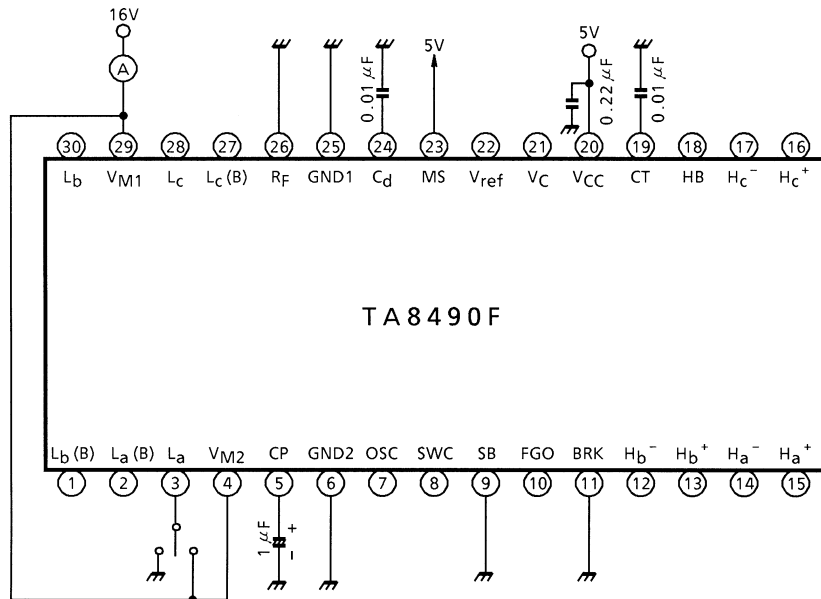 16V
5V
5V
A
0.01 μF
0.22 μF
0.01 μF
30 29 28 27 26 25 24 23 22 21 20 19 18 17 16
Lb VM1 Lc Lc (B) RF GND1 Cd MS Vref VC VCC CT HB Hc− Hc+
TA8490F
Lb (B) La (B) La VM2 CP GND2 OSC SWC SB FGO BRK Hb− Hb+ Ha− Ha+
1 2 3 4 5 6 7 8 9 10 11 12 13 14 15
1 μF
+
−